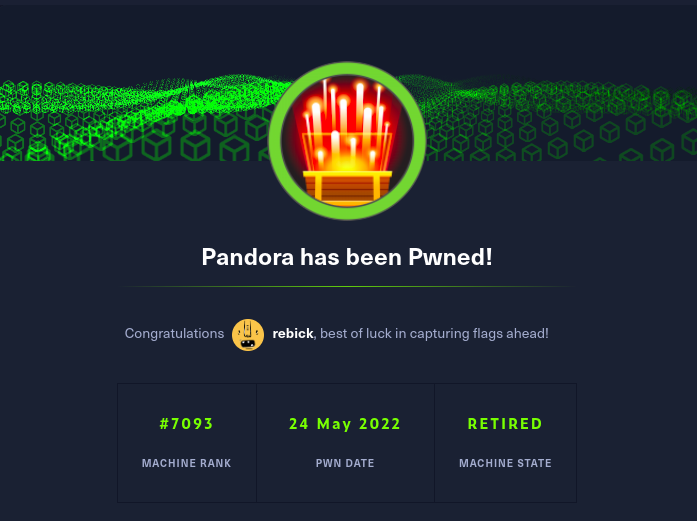 Pandora has been Pwned!
Congratulations rebick, best of luck in capturing flags ahead!
#7093 24 May 2022 RETIRED
MACHINE RANK PWN DATE MACHINE STATE